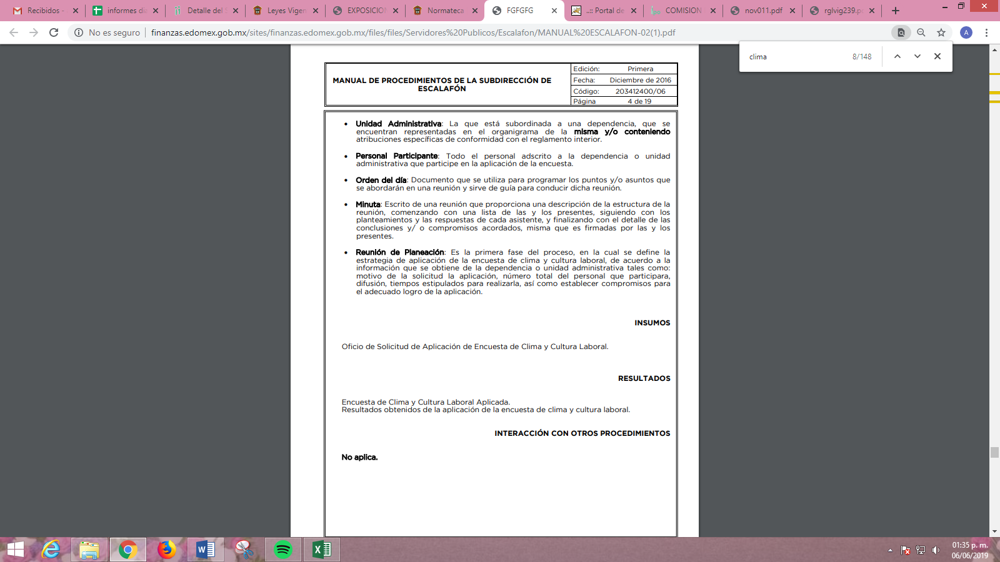 Recibidos -
informes di
Detalle del S
Leyes Vigen
EXPOSICION
Normateca
FGFGFG
..:: Portal de
COMISION
nov011.pdf
rglvig239.pd
No es seguro
finanzas.edomex.gob.mx/sites/finanzas.edomex.gob.mx/files/files/Servidores%20Publicos/Escalafon/MANUAL%20ESCALAFON-02(1).pdf
A
clima
8/148
MANUAL DE PROCEDIMIENTOS DE LA SUBDIRECCIÓN DE
ESCALAFÓN
Edición: Primera
Fecha: Diciembre de 2016
Código: 203412400/06
Página 4 de 19
• Unidad Administrativa: La que está subordinada a una dependencia, que se
encuentran representadas en el organigrama de la misma y/o conteniendo
atribuciones específicas de conformidad con el reglamento interior.
• Personal Participante: Todo el personal adscrito a la dependencia o unidad
administrativa que participe en la aplicación de la encuesta.
• Orden del día: Documento que se utiliza para programar los puntos y/o asuntos que
se abordarán en una reunión y sirve de guía para conducir dicha reunión.
• Minuta: Escrito de una reunión que proporciona una descripción de la estructura de la
reunión, comenzando con una lista de las y los presentes, siguiendo con los
planteamientos y las respuestas de cada asistente, y finalizando con el detalle de las
conclusiones y/ o compromisos acordados, misma que es firmadas por las y los
presentes.
• Reunión de Planeación: Es la primera fase del proceso, en la cual se define la
estrategia de aplicación de la encuesta de clima y cultura laboral, de acuerdo a la
información que se obtiene de la dependencia o unidad administrativa tales como:
motivo de la solicitud la aplicación, número total del personal que participara,
difusión, tiempos estipulados para realizarla, así como establecer compromisos para
el adecuado logro de la aplicación.
INSUMOS
Oficio de Solicitud de Aplicación de Encuesta de Clima y Cultura Laboral.
RESULTADOS
Encuesta de Clima y Cultura Laboral Aplicada.
Resultados obtenidos de la aplicación de la encuesta de clima y cultura laboral.
INTERACCIÓN CON OTROS PROCEDIMIENTOS
No aplica.
01:35 p. m.
06/06/2019